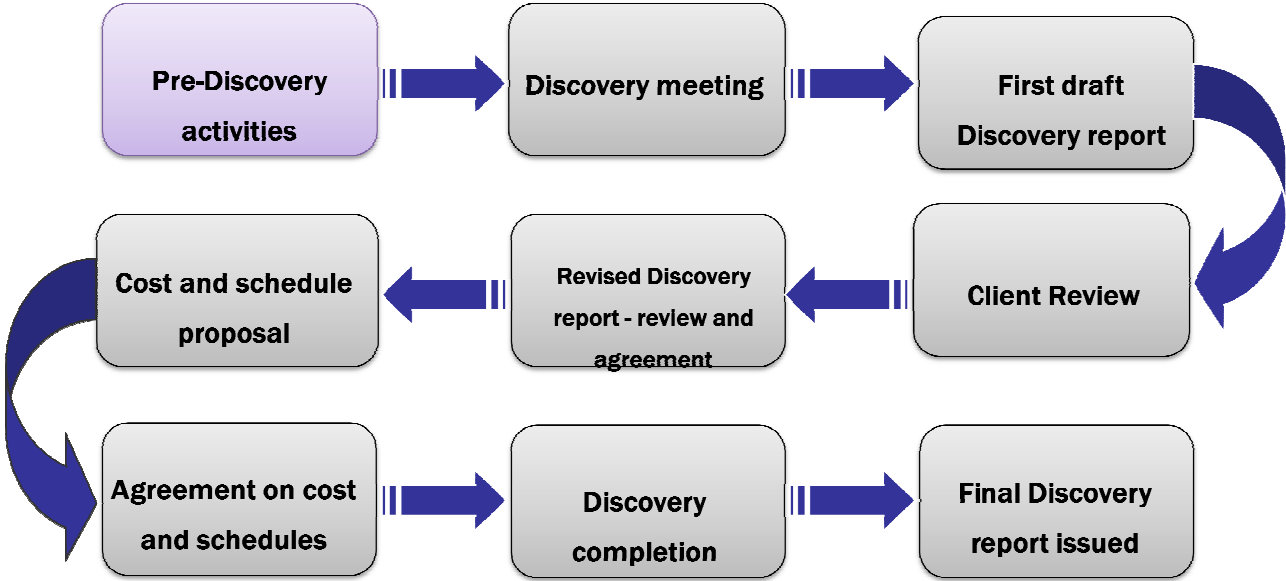 Pre-Discovery
activities
Discovery meeting
First draft
Discovery report
Client Review
Revised Discovery
report - review and
agreement
Cost and schedule
proposal
Agreement on cost
and schedules
Discovery
completion
Final Discovery
report issued